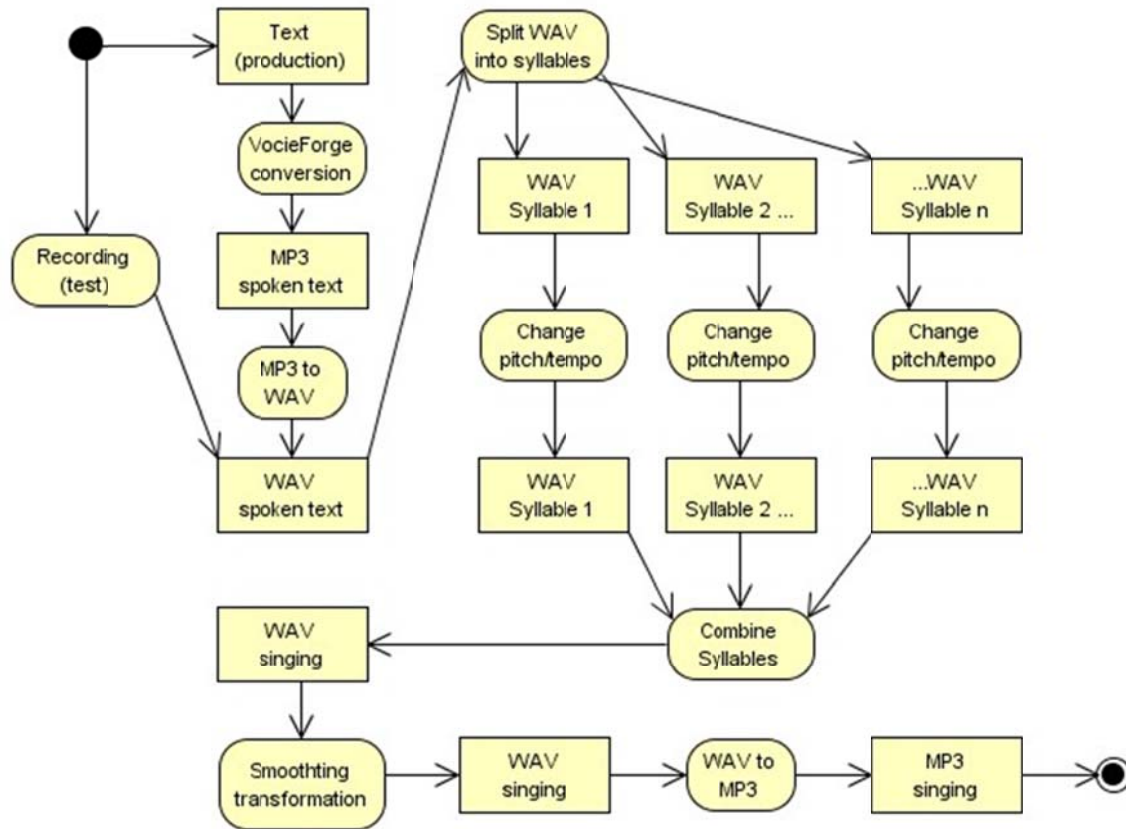 Text
(production)
VocieForge
conversion
MP3
spoken text
MP3 to
WAV
Recording
(test)
WAV
spoken text
Split WAV
into syllables
WAV
Syllable 1
WAV
Syllable 2 ...
...WAV
Syllable n
Change
pitch/tempo
Change
pitch/tempo
Change
pitch/tempo
WAV
Syllable 1
WAV
Syllable 2 ...
...WAV
Syllable n
Combine
Syllables
WAV
singing
Smoothting
transformation
WAV
singing
WAV to
MP3
MP3
singing